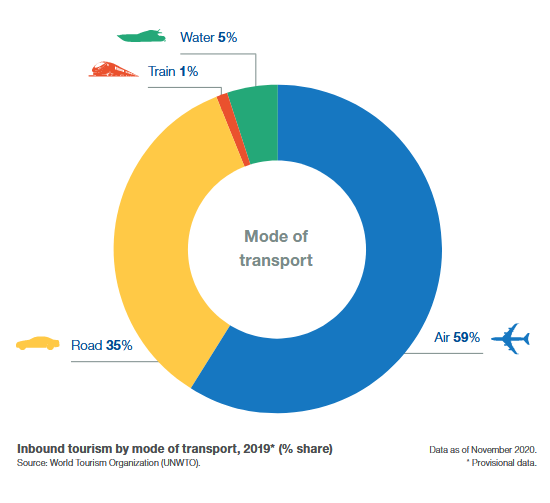 Water 5%
Train 1%
Mode of
transport
Road 35%
Air 59%
Inbound tourism by mode of transport, 2019* (% share)
Source: World Tourism Organization (UNWTO).
Data as of November 2020.
* Provisional data.